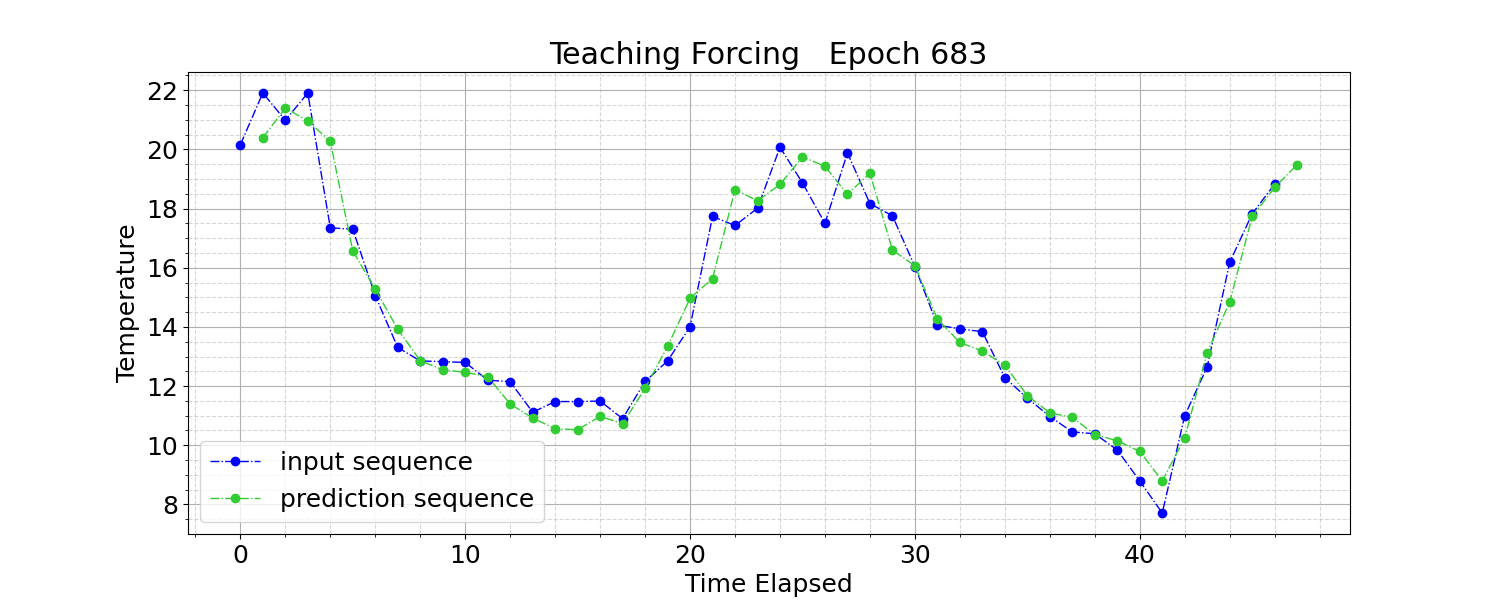 Teaching Forcing   Epoch 683
22
20
18
16
14
12
10
8
Temperature
input sequence
prediction sequence
0 10 20 30 40
Time Elapsed